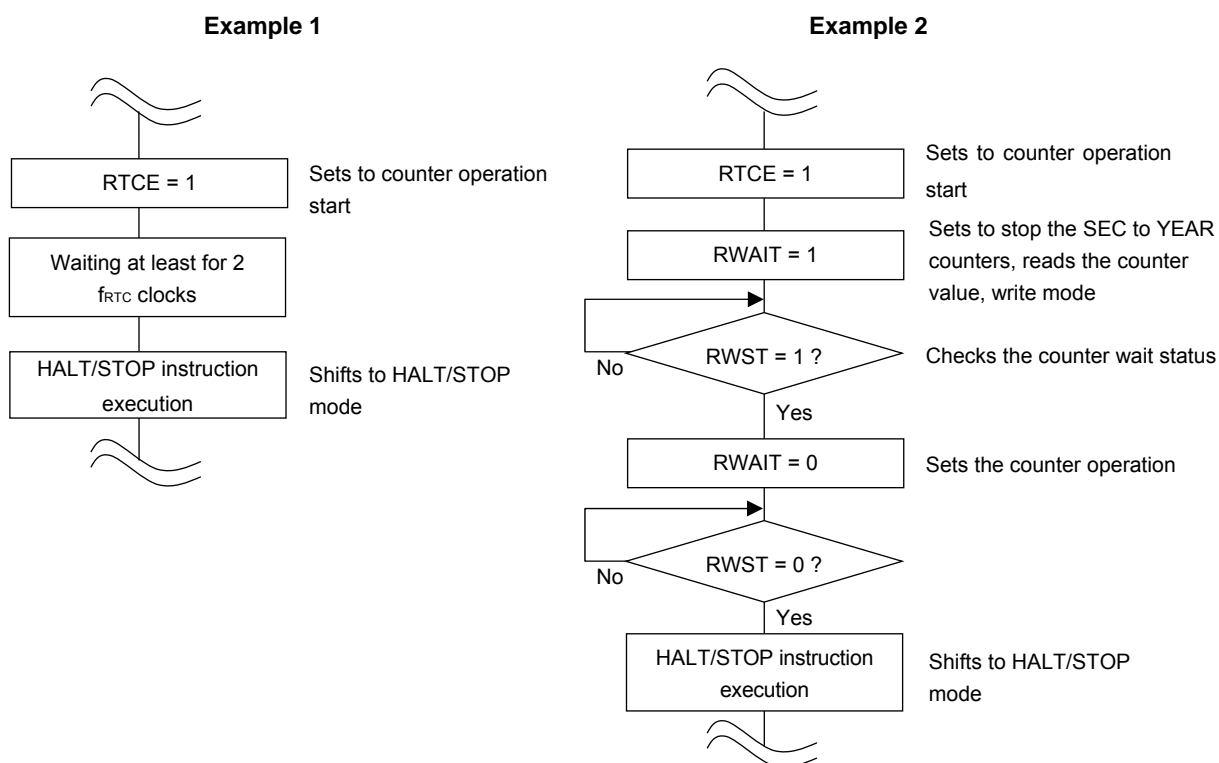 Example 1
RTCE = 1
Sets to counter operation
start
Waiting at least for 2
fRTC clocks
HALT/STOP instruction
execution
Shifts to HALT/STOP
mode
Example 2
RTCE = 1
Sets to counter operation
start
RWAIT = 1
Sets to stop the SEC to YEAR
counters, reads the counter
value, write mode
RWST = 1 ?
No
Checks the counter wait status
Yes
RWAIT = 0
Sets the counter operation
RWST = 0 ?
No
Yes
HALT/STOP instruction
execution
Shifts to HALT/STOP
mode